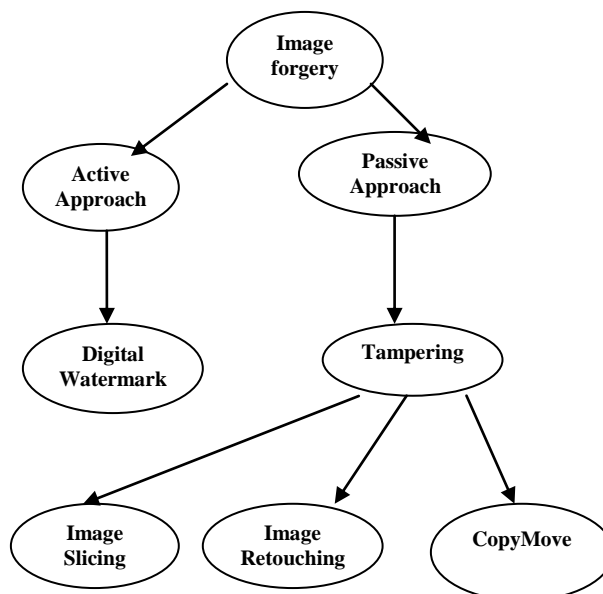 Image
forgery
Active
Approach
Passive
Approach
Digital
Watermark
Tampering
Image
Slicing
Image
Retouching
CopyMove